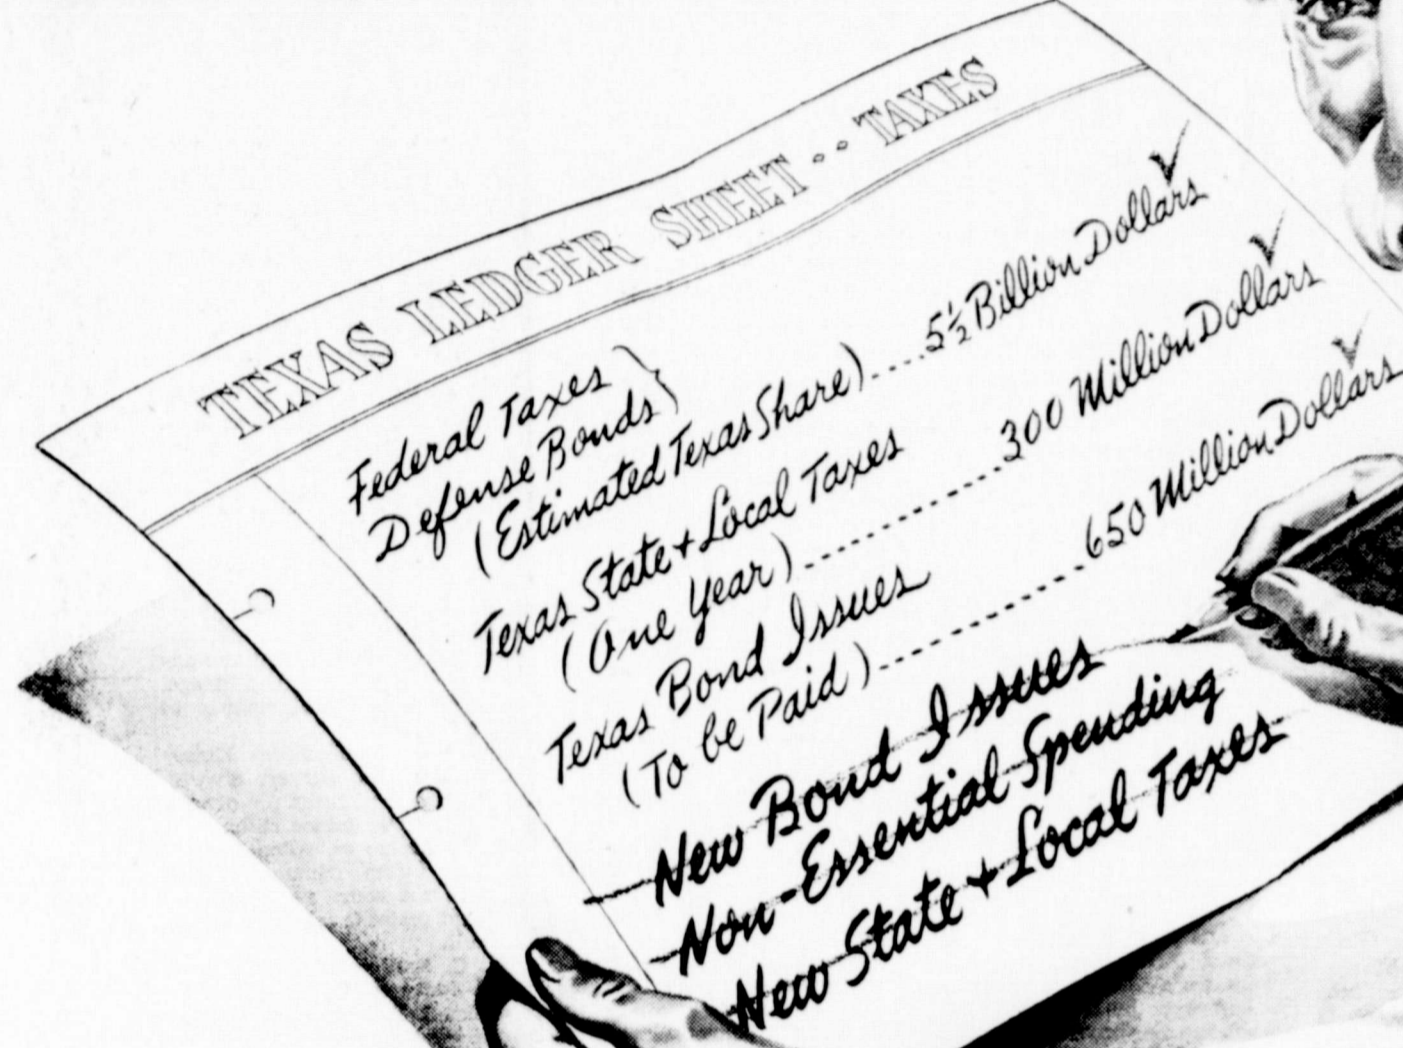 TEXAS LEDGER SHEET .. TAXES
Federal Taxes }
Defense Bonds
(Estimated Texas Share).....5½ Billion Dollars ✓
Texas State + Local Taxes
(One Year)..............300 Million Dollars ✓
Texas Bond Issues
(To be Paid)..............650 Million Dollars ✓
New Bond Issues
Non-Essential Spending
New State + Local Taxes